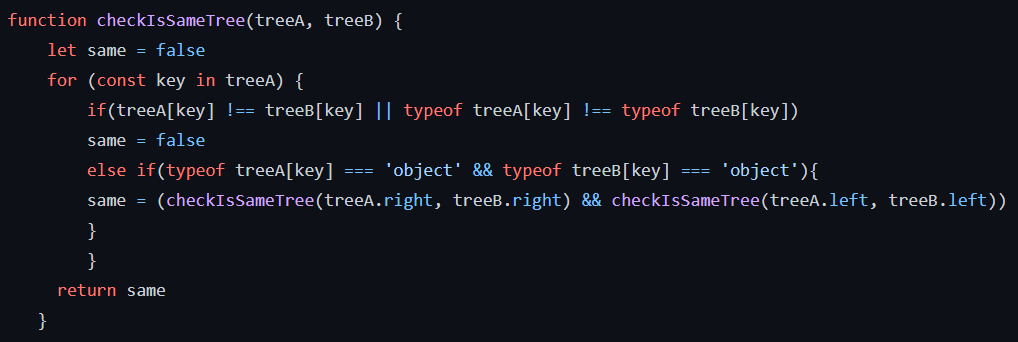 function checkIsSameTree(treeA, treeB) {
let same = false
for (const key in treeA) {
if(treeA[key] !== treeB[key] || typeof treeA[key] !== typeof treeB[key])
same = false
else if(typeof treeA[key] === 'object' && typeof treeB[key] === 'object'){
same = (checkIsSameTree(treeA.right, treeB.right) && checkIsSameTree(treeA.left, treeB.left))
}
}
return same
}